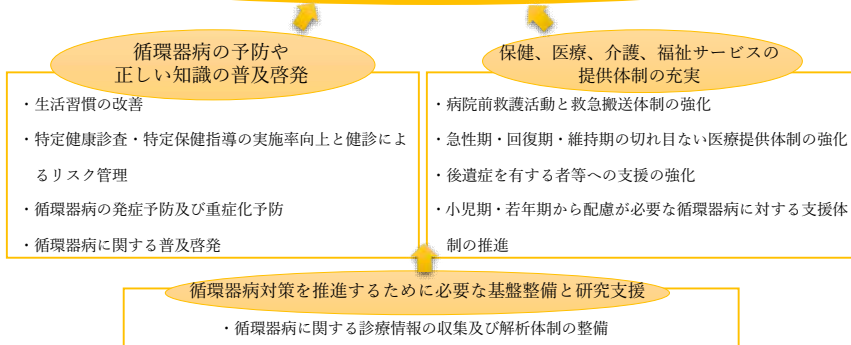 循環器病の予防や
正しい知識の普及啓発
・生活習慣の改善
・特定健康診査・特定保健指導の実施率向上と健診によ
るリスク管理
・循環器病の発症予防及び重症化予防
・循環器病に関する普及啓発
保健、医療、介護、福祉サービスの
提供体制の充実
・病院前救護活動と救急搬送体制の強化
・急性期・回復期・維持期の切れ目ない医療提供体制の強化
・後遺症を有する者等への支援の強化
・小児期・若年期から配慮が必要な循環器病に対する支援体
制の推進
循環器病対策を推進するために必要な基盤整備と研究支援
・循環器病に関する診療情報の収集及び解析体制の整備